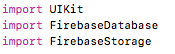 import UIKit
import FirebaseDatabase
import FirebaseStorage